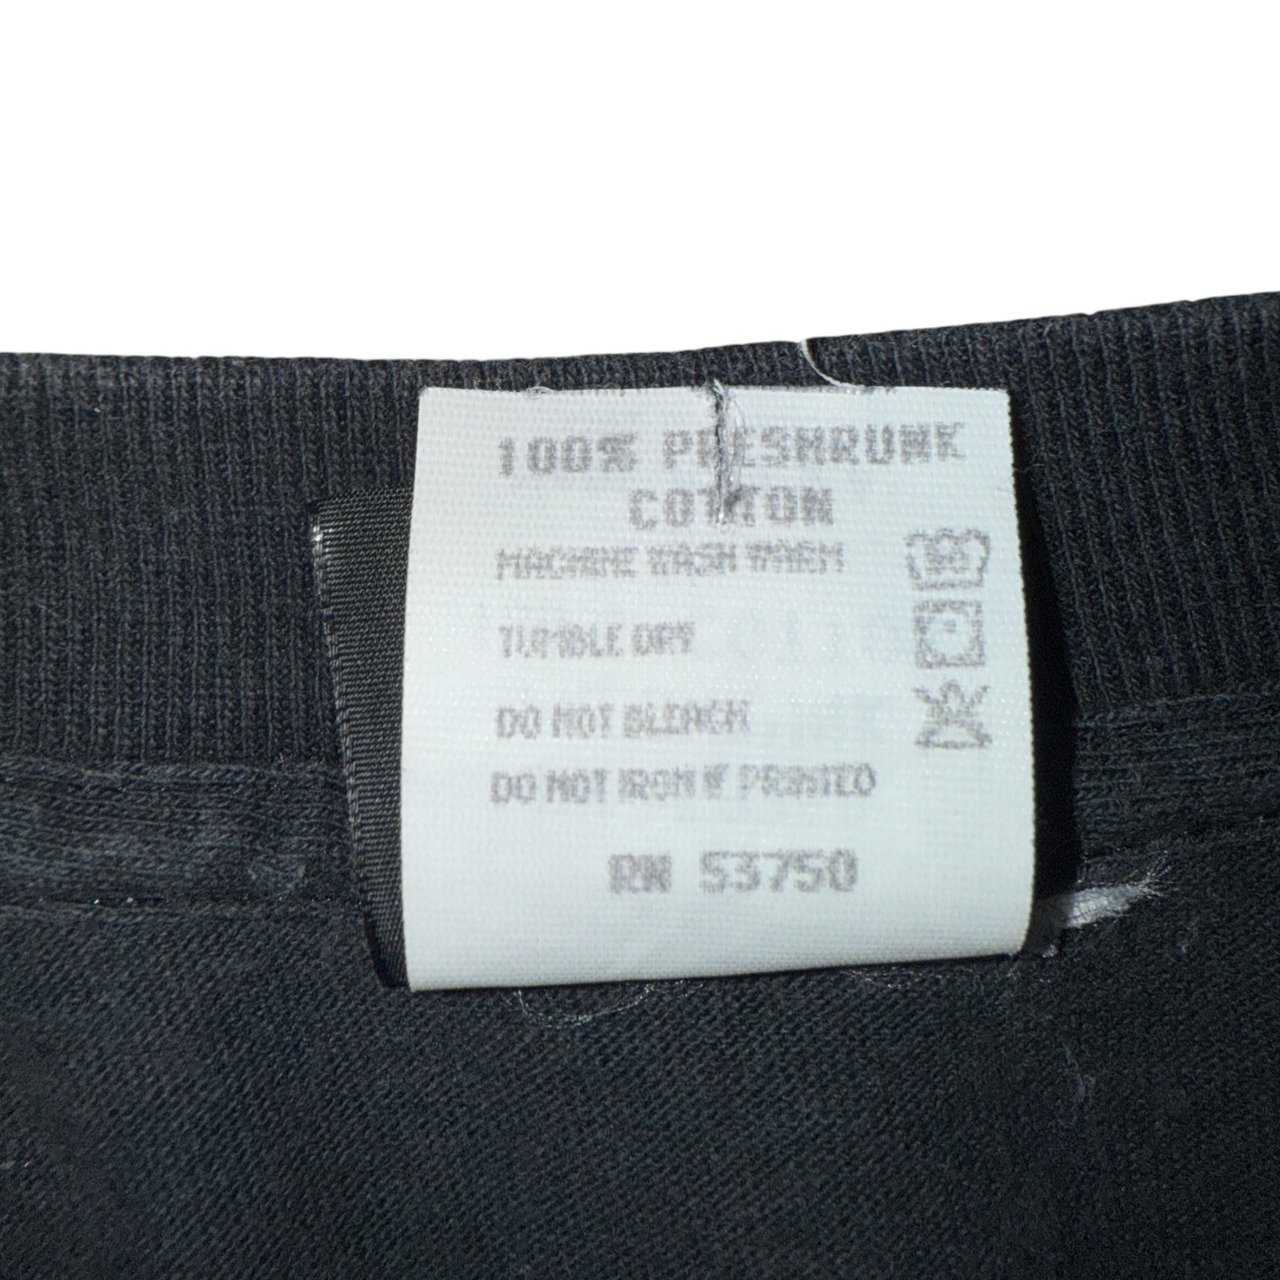 100% PRESHRUNK
COTTON
MACHINE WASH WARM
TUMBLE DRY
DO NOT BLEACH
DO NOT IRON IF PRINTED
RN 53750